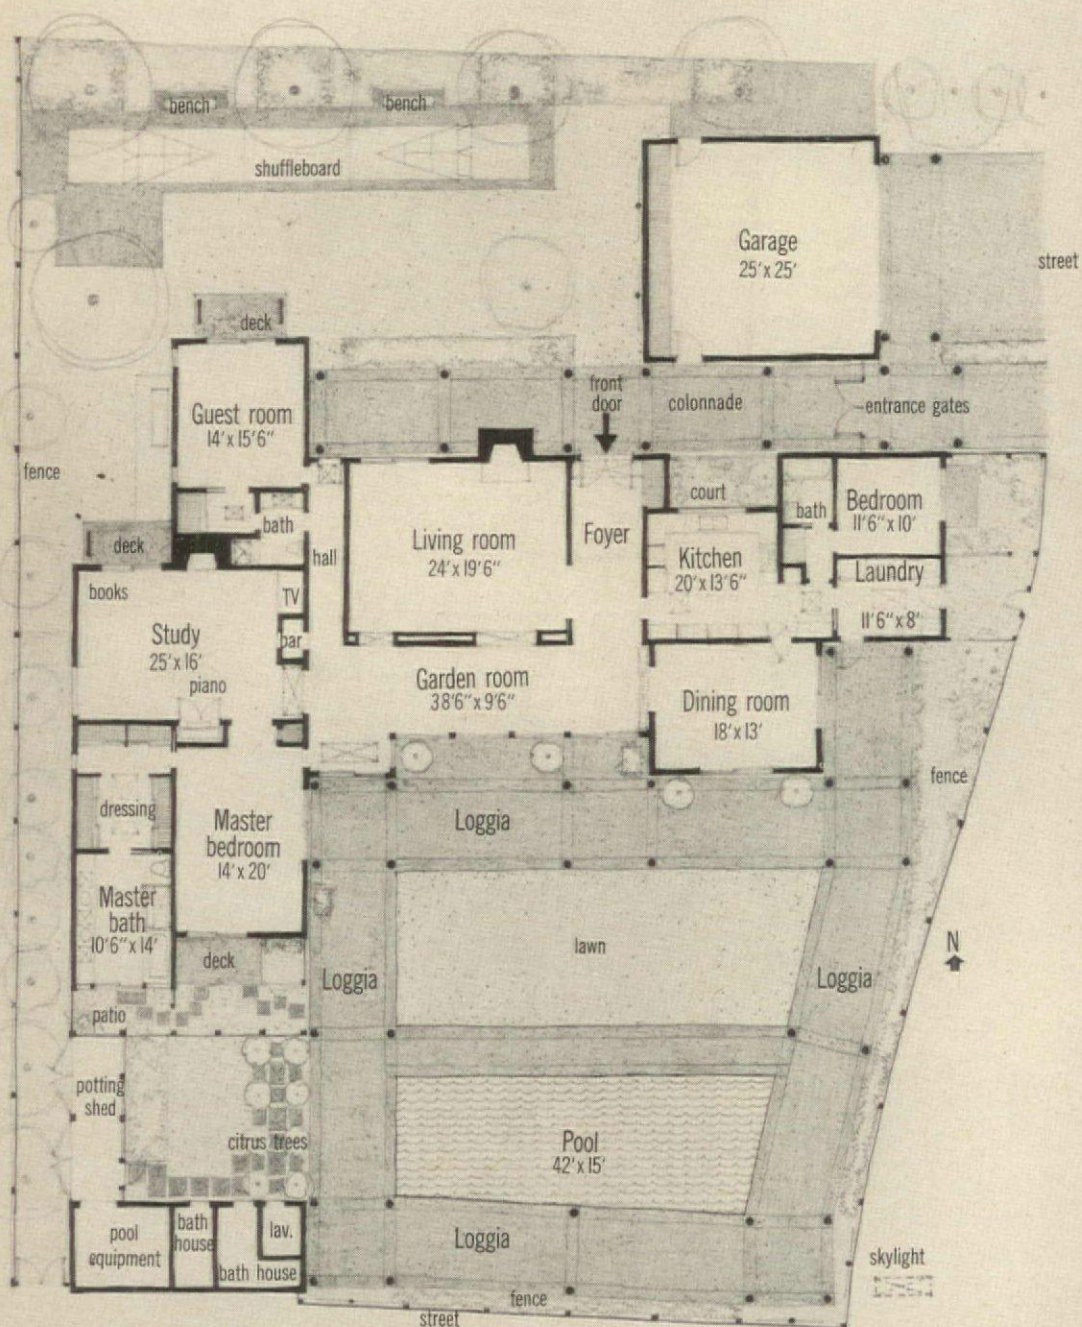 bench
bench
shuffleboard
Garage
25' x 25'
street
deck
Guest room
14' x 15'6"
front
door
colonnade
entrance gates
fence
bath
court
bath
Bedroom
11'6" x 10'
deck
hall
Living room
24' x 19'6"
Foyer
Kitchen
20' x 13'6"
Laundry
11'6" x 8'
books
TV
bar
Study
25' x 16'
piano
Garden room
38'6" x 9'6"
Dining room
18' x 13'
fence
dressing
Master
bedroom
14' x 20'
Loggia
Master
bath
10'6" x 14'
deck
lawn
N
Loggia
Loggia
patio
potting
shed
citrus trees
Pool
42' x 15'
pool
equipment
bath
house
lav.
bath house
Loggia
skylight
fence
street